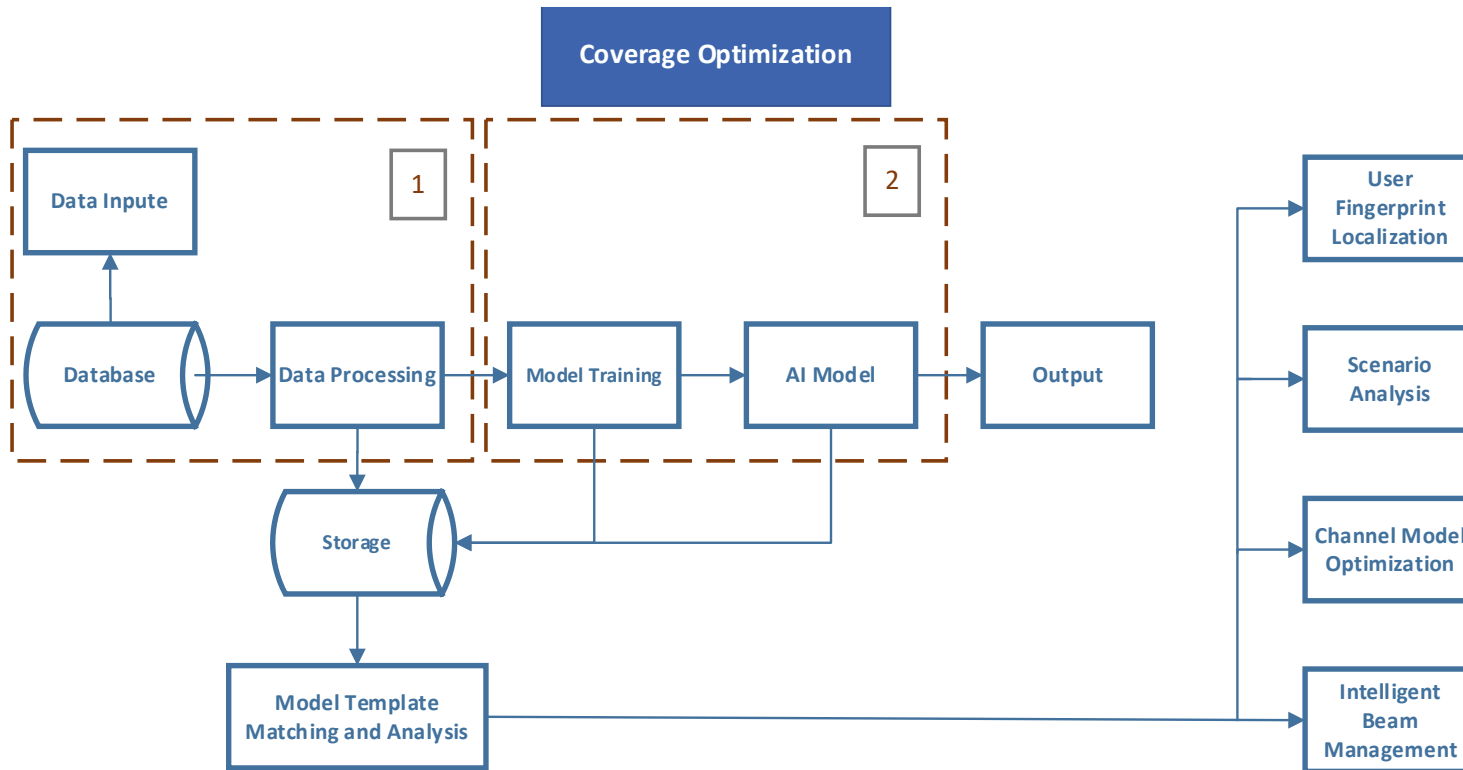 Coverage Optimization
1
2
Data Inpute
Database
Data Processing
Model Training
AI Model
Output
Storage
Model Template
Matching and Analysis
User
Fingerprint
Localization
Scenario
Analysis
Channel Model
Optimization
Intelligent
Beam
Management